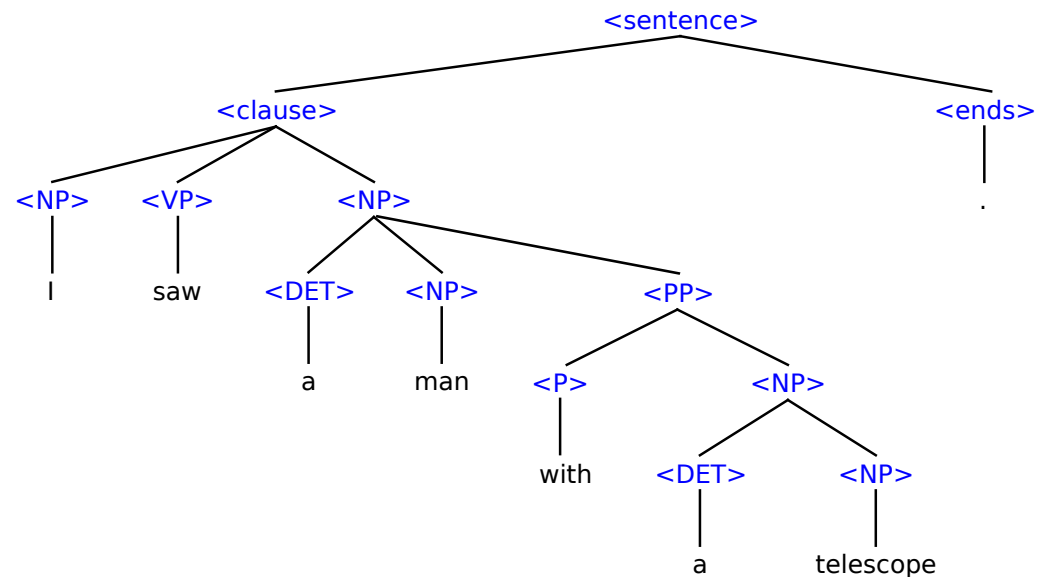 <sentence>
<clause> <ends>
<NP> <VP> <NP> .
I saw <DET> <NP> <PP>
a man <P> <NP>
with <DET> <NP>
a telescope